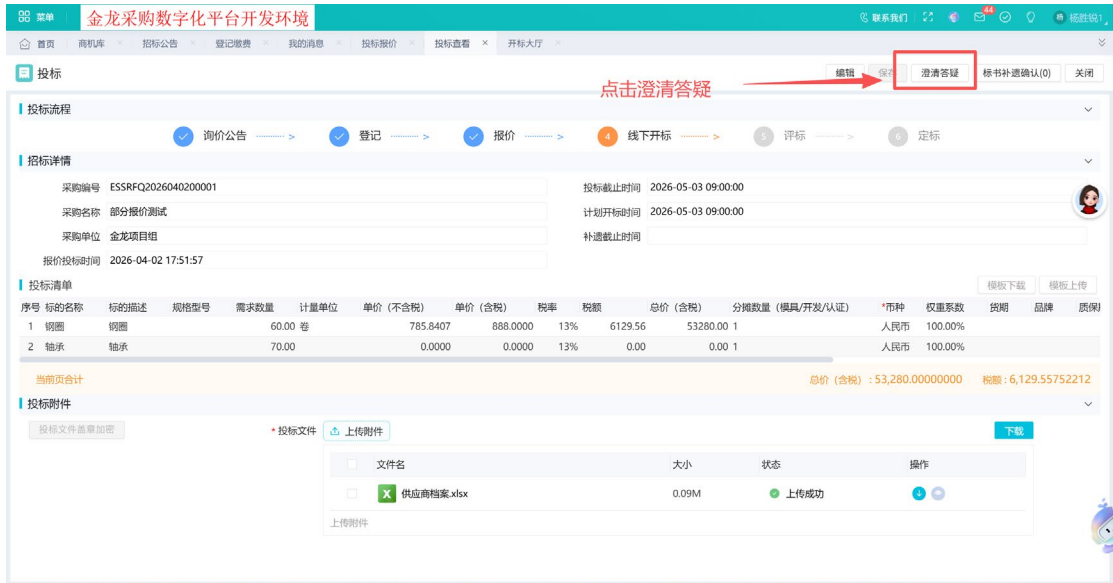 菜单 金龙采购数字化平台开发环境 联系我们 44 杨 杨胜锐1
首页 商机库 × 招标公告 × 登记缴费 × 我的消息 × 投标报价 × 投标查看 × 开标大厅 ×
投标 编辑 保存 澄清答疑 标书补遗确认(0) 关闭
点击澄清答疑
投标流程
询价公告 登记 报价 4 线下开标 5 评标 6 定标
招标详情
采购编号 ESSRFQ2026040200001 投标截止时间 2026-05-03 09:00:00
采购名称 部分报价测试 计划开标时间 2026-05-03 09:00:00
采购单位 金龙项目组 补遗截止时间
报价投标时间 2026-04-02 17:51:57
投标清单 模板下载 模板上传
序号 标的名称 标的描述 规格型号 需求数量 计量单位 单价（不含税） 单价（含税） 税率 税额 总价（含税） 分摊数量（模具/开发/认证） *币种 权重系数 货期 品牌 质保
1 钢圈 钢圈 60.00 卷 785.8407 888.0000 13% 6129.56 53280.00 1 人民币 100.00%
2 轴承 轴承 70.00 0.0000 0.0000 13% 0.00 0.00 1 人民币 100.00%
当前页合计 总价（含税）: 53,280.00000000 税额: 6,129.55752212
投标附件
投标文件盖章加密 * 投标文件 上传附件 下载
文件名 大小 状态 操作
供应商档案.xlsx 0.09M 上传成功
上传附件